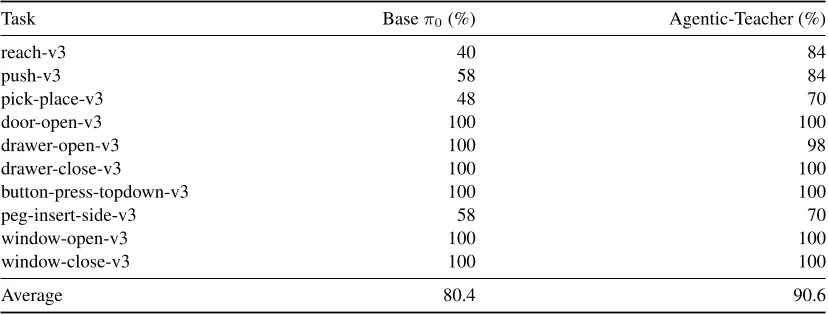 Task Base π0 (%) Agentic-Teacher (%)
reach-v3 40 84
push-v3 58 84
pick-place-v3 48 70
door-open-v3 100 100
drawer-open-v3 100 98
drawer-close-v3 100 100
button-press-topdown-v3 100 100
peg-insert-side-v3 58 70
window-open-v3 100 100
window-close-v3 100 100
Average 80.4 90.6